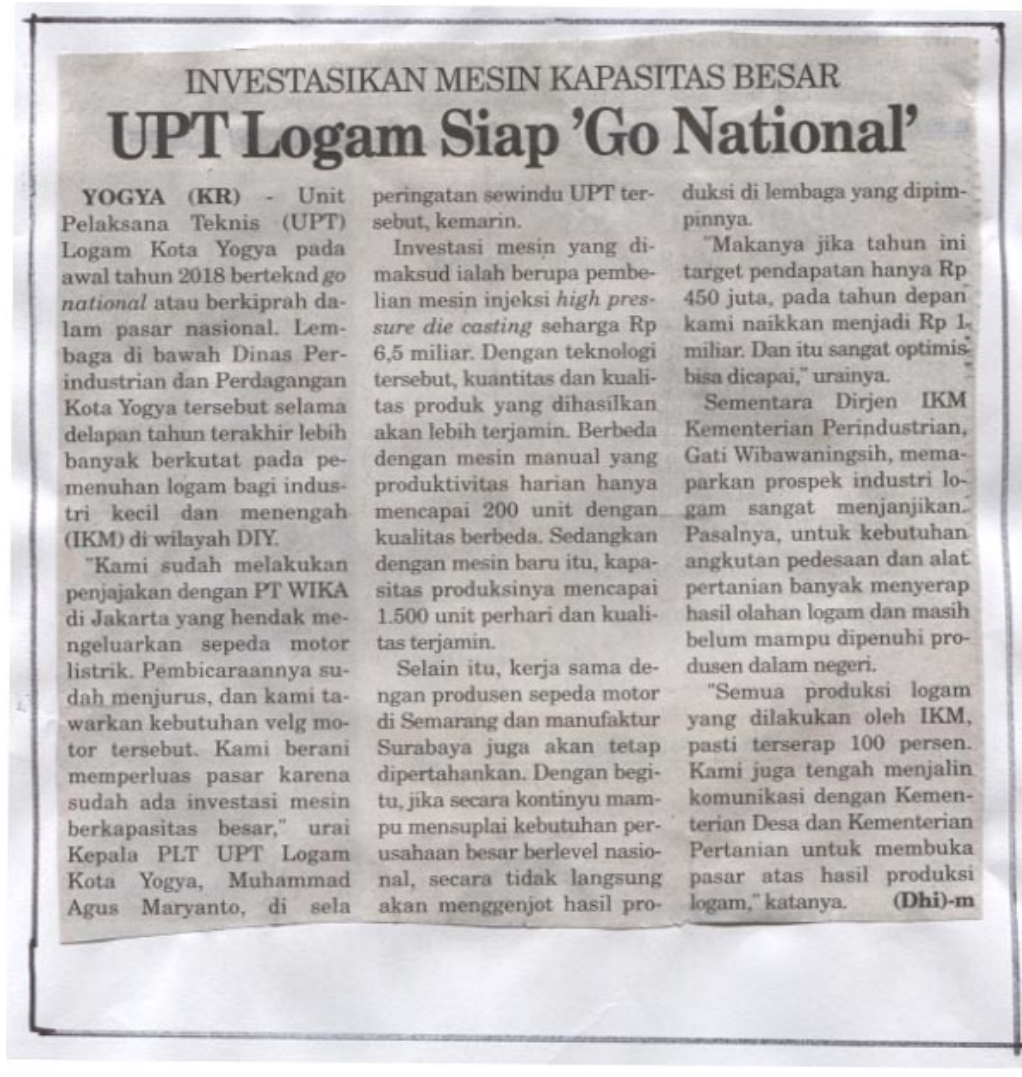 INVESTASIKAN MESIN KAPASITAS BESAR
UPT Logam Siap 'Go National'
YOGYA (KR) - Unit
Pelaksana Teknis (UPT)
Logam Kota Yogya pada
awal tahun 2018 bertekad go
national atau berkiprah da-
lam pasar nasional. Lem-
baga di bawah Dinas Per-
industrian dan Perdagangan
Kota Yogya tersebut selama
delapan tahun terakhir lebih
banyak berkutat pada pe-
menuhan logam bagi indus-
tri kecil dan menengah
(IKM) di wilayah DIY.
"Kami sudah melakukan
penjajakan dengan PT WIKA
di Jakarta yang hendak me-
ngeluarkan sepeda motor
listrik. Pembicaraannya su-
dah menjurus, dan kami ta-
warkan kebutuhan velg mo-
tor tersebut. Kami berani
memperluas pasar karena
sudah ada investasi mesin
berkapasitas besar," urai
Kepala PLT UPT Logam
Kota Yogya, Muhammad
Agus Maryanto, di sela
peringatan sewindu UPT ter-
sebut, kemarin.
Investasi mesin yang di-
maksud ialah berupa pembe-
lian mesin injeksi high pres-
sure die casting seharga Rp
6,5 miliar. Dengan teknologi
tersebut, kuantitas dan kuali-
tas produk yang dihasilkan
akan lebih terjamin. Berbeda
dengan mesin manual yang
produktivitas harian hanya
mencapai 200 unit dengan
kualitas berbeda. Sedangkan
dengan mesin baru itu, kapa-
sitas produksinya mencapai
1.500 unit perhari dan kuali-
tas terjamin.
Selain itu, kerja sama de-
ngan produsen sepeda motor
di Semarang dan manufaktur
Surabaya juga akan tetap
dipertahankan. Dengan begi-
tu, jika secara kontinyu mam-
pu mensuplai kebutuhan per-
usahaan besar berlevel nasio-
nal, secara tidak langsung
akan menggenjot hasil pro-
duksi di lembaga yang dipim-
pinnya.
"Makanya jika tahun ini
target pendapatan hanya Rp
450 juta, pada tahun depan
kami naikkan menjadi Rp 1
miliar. Dan itu sangat optimis
bisa dicapai," urainya.
Sementara Dirjen IKM
Kementerian Perindustrian,
Gati Wibawaningsih, mema-
parkan prospek industri lo-
gam sangat menjanjikan.
Pasalnya, untuk kebutuhan
angkutan pedesaan dan alat
pertanian banyak menyerap
hasil olahan logam dan masih
belum mampu dipenuhi pro-
dusen dalam negeri.
"Semua produksi logam
yang dilakukan oleh IKM,
pasti terserap 100 persen.
Kami juga tengah menjalin
komunikasi dengan Kemen-
terian Desa dan Kementerian
Pertanian untuk membuka
pasar atas hasil produksi
logam," katanya. (Dhi)-m